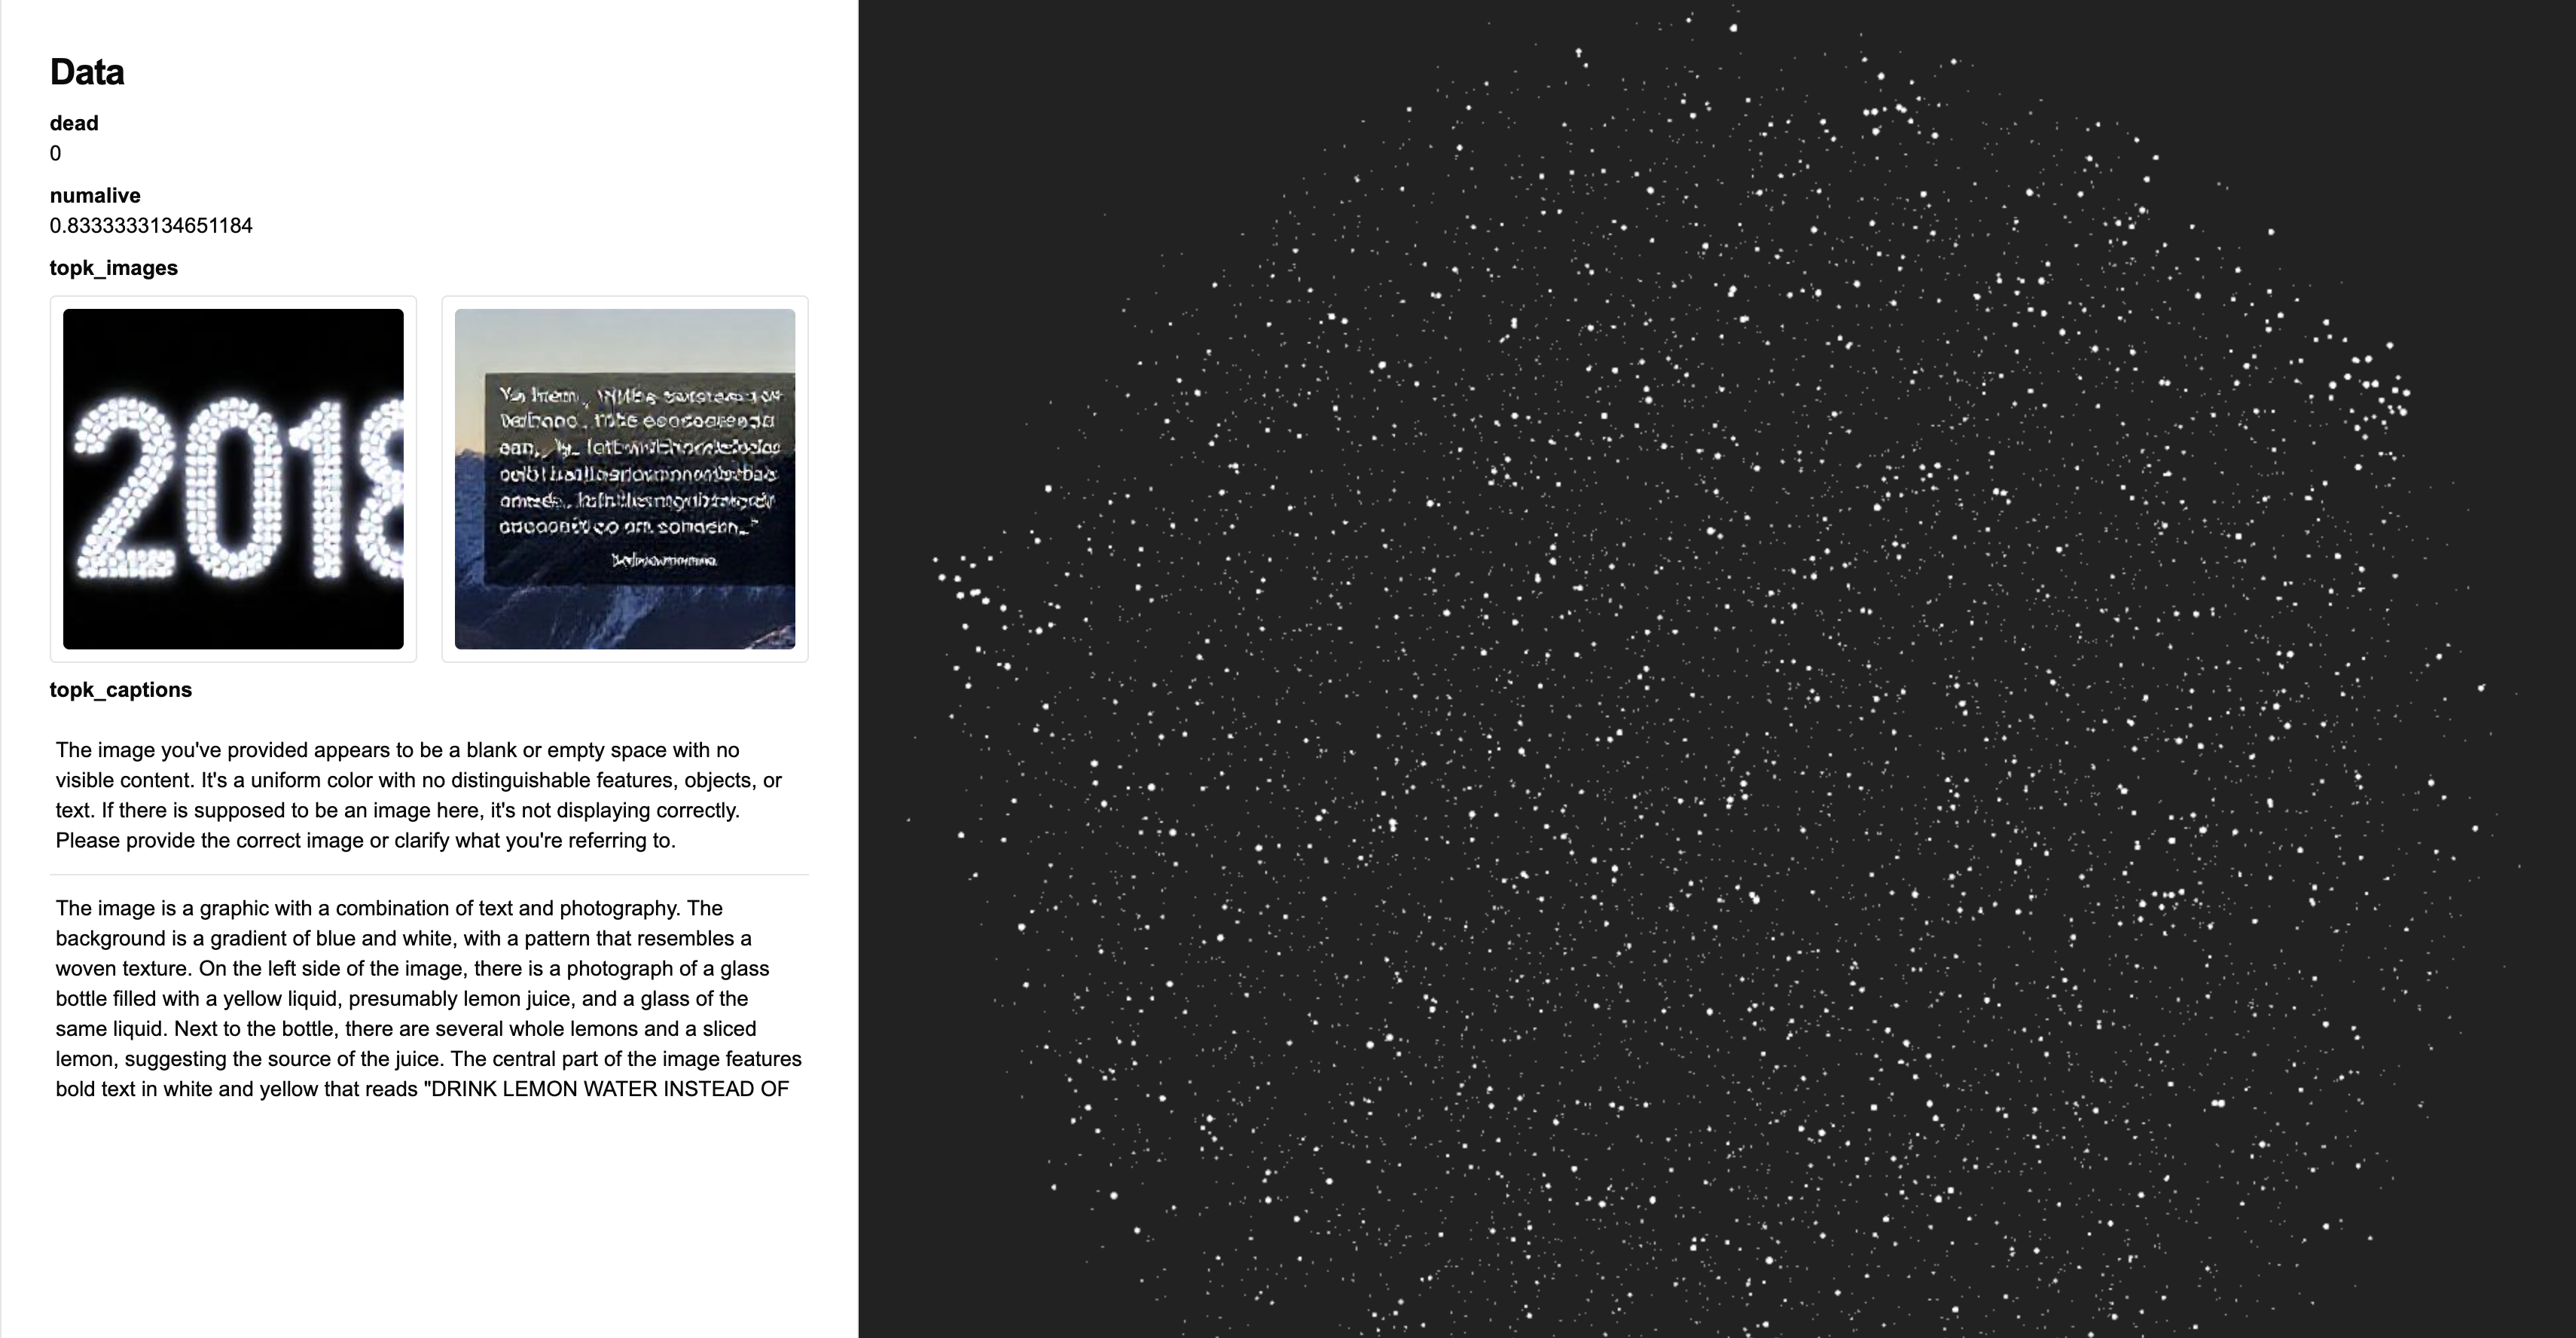 Data
dead
0
numalive
0.8333333134651184
topk_images
2018
topk_captions
The image you've provided appears to be a blank or empty space with no
visible content. It's a uniform color with no distinguishable features, objects, or
text. If there is supposed to be an image here, it's not displaying correctly.
Please provide the correct image or clarify what you're referring to.
The image is a graphic with a combination of text and photography. The
background is a gradient of blue and white, with a pattern that resembles a
woven texture. On the left side of the image, there is a photograph of a glass
bottle filled with a yellow liquid, presumably lemon juice, and a glass of the
same liquid. Next to the bottle, there are several whole lemons and a sliced
lemon, suggesting the source of the juice. The central part of the image features
bold text in white and yellow that reads "DRINK LEMON WATER INSTEAD OF